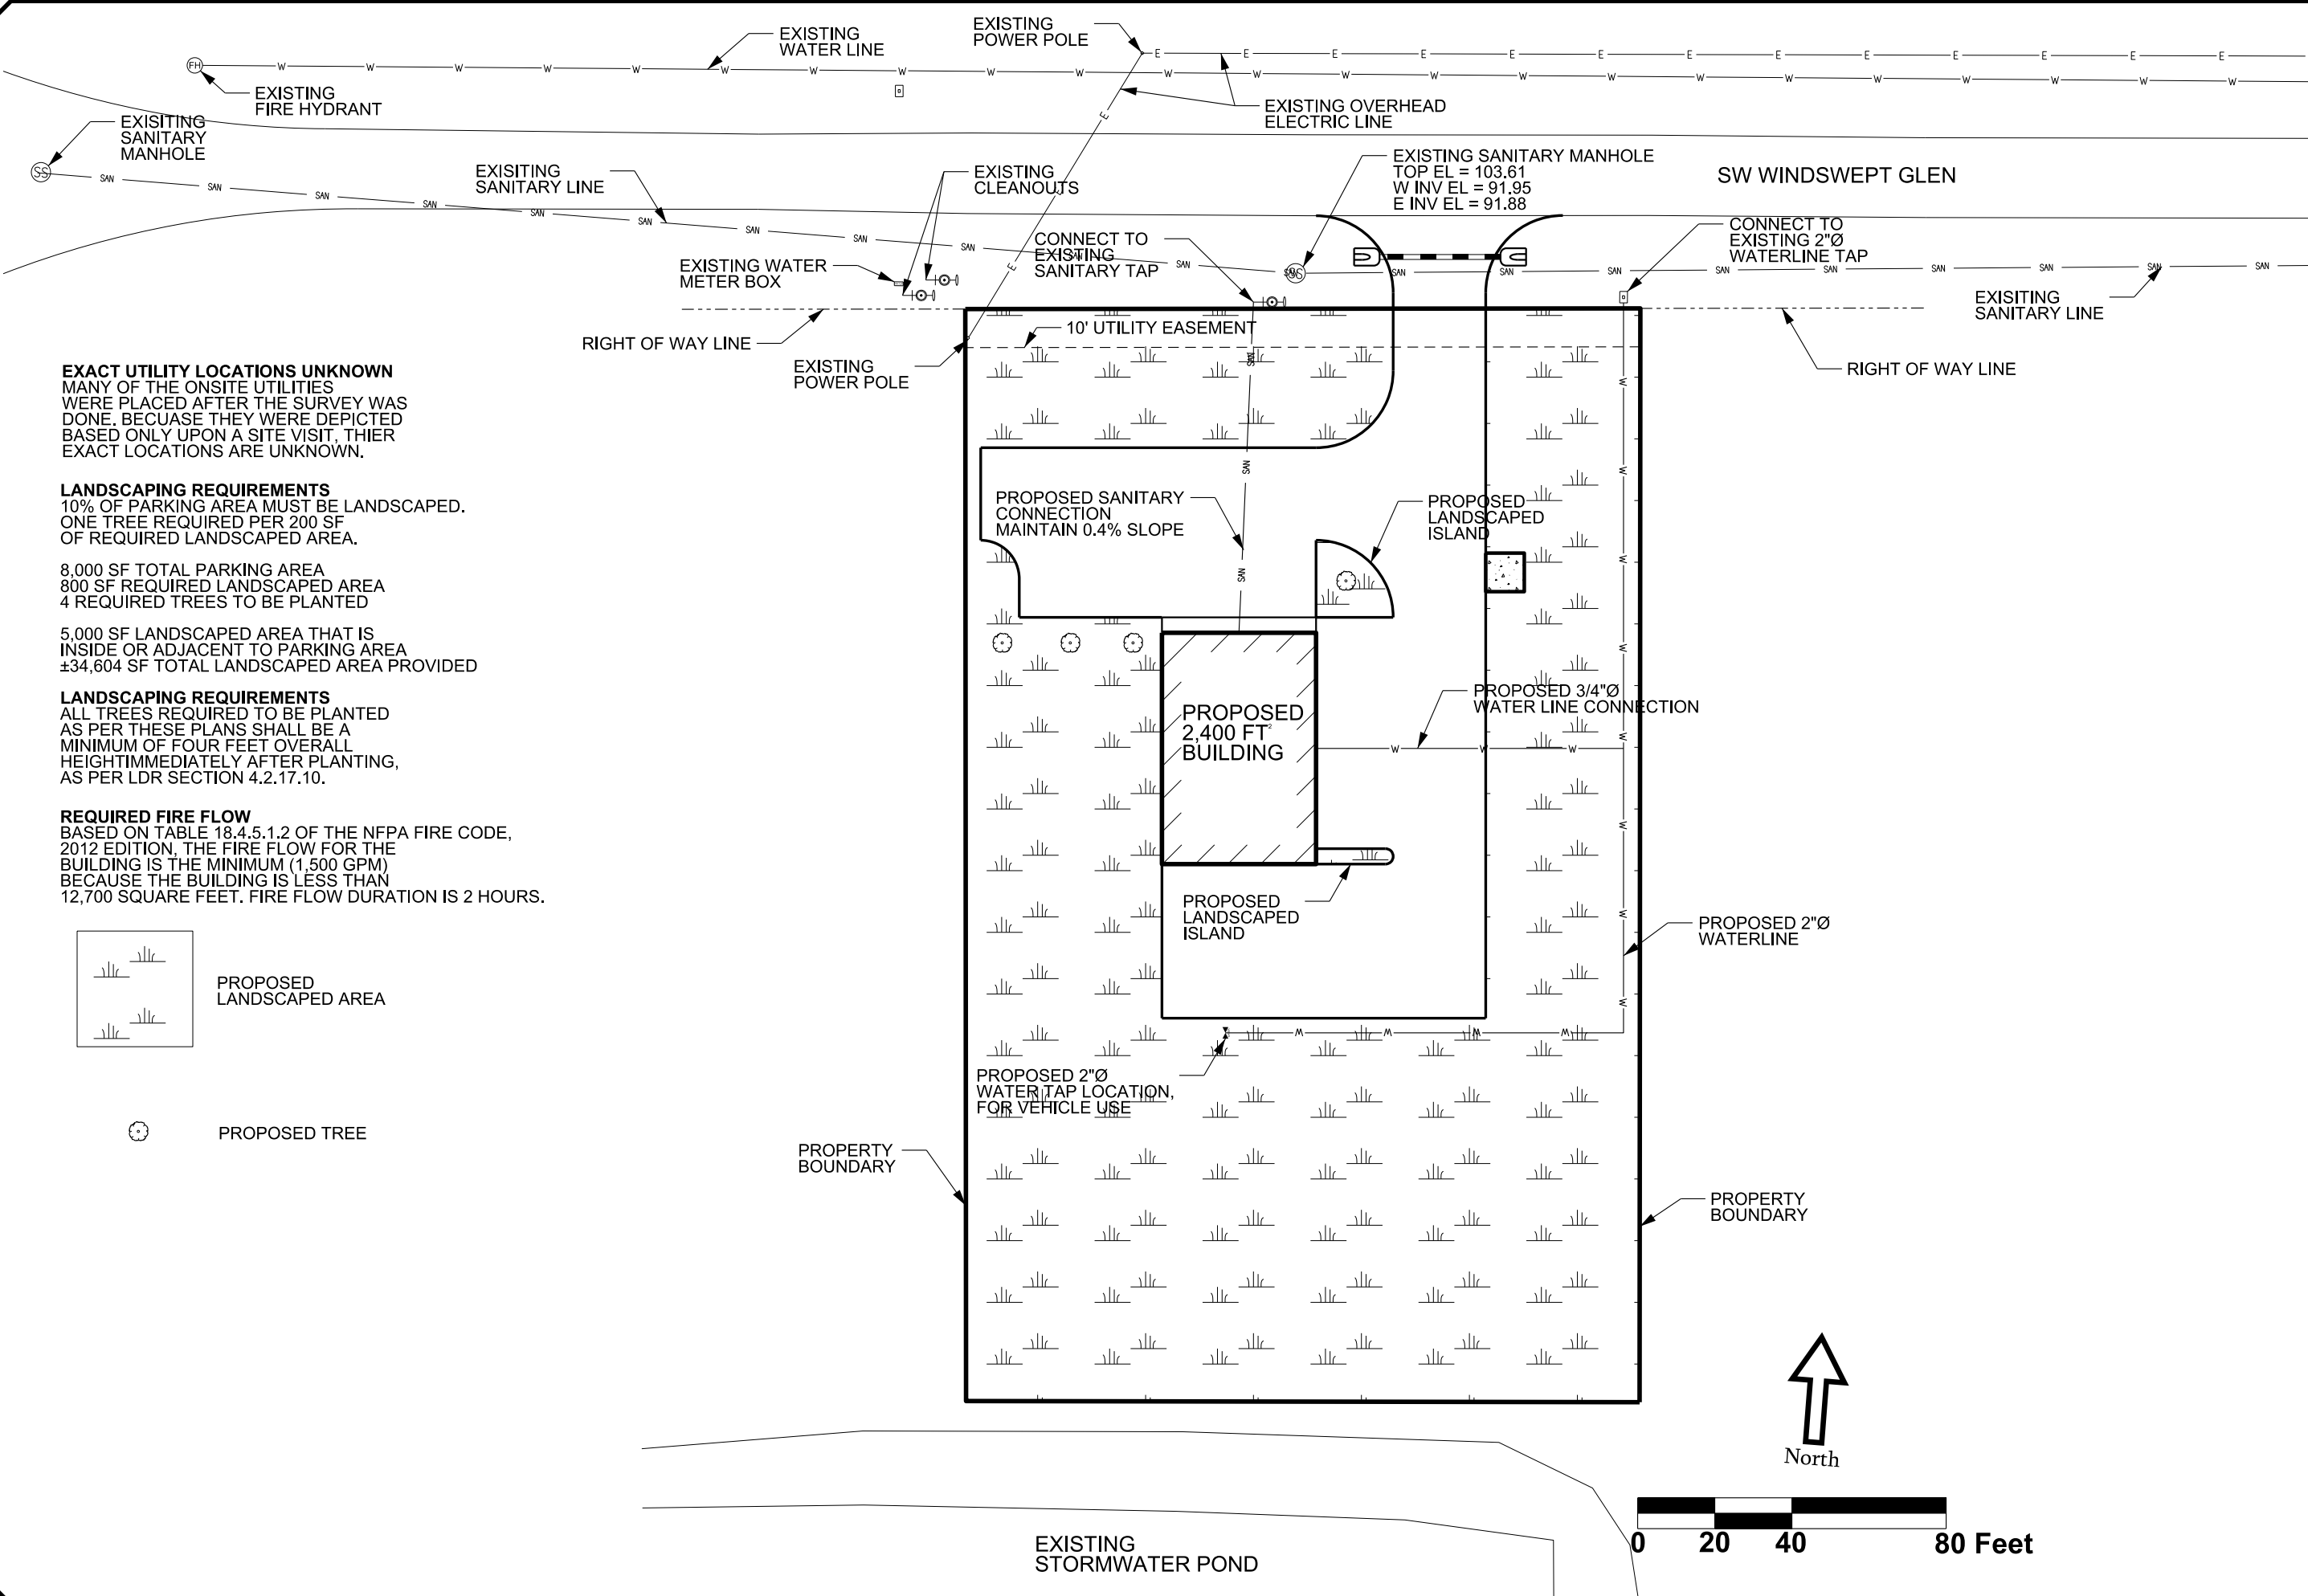 EXISTING
WATER LINE
EXISTING
POWER POLE
EXISTING
FIRE HYDRANT
FH
EXISTING OVERHEAD
ELECTRIC LINE
EXISITING
SANITARY
MANHOLE
SS
EXISITING
SANITARY LINE
EXISTING
CLEANOUTS
EXISTING SANITARY MANHOLE
TOP EL = 103.61
W INV EL = 91.95
E INV EL = 91.88
SW WINDSWEPT GLEN
CONNECT TO
EXISTING
SANITARY TAP
CONNECT TO
EXISTING 2"Ø
WATERLINE TAP
EXISTING WATER
METER BOX
SS
EXISITING
SANITARY LINE
RIGHT OF WAY LINE
10' UTILITY EASEMENT
EXISTING
POWER POLE
RIGHT OF WAY LINE
EXACT UTILITY LOCATIONS UNKNOWN
MANY OF THE ONSITE UTILITIES
WERE PLACED AFTER THE SURVEY WAS
DONE. BECUASE THEY WERE DEPICTED
BASED ONLY UPON A SITE VISIT, THIER
EXACT LOCATIONS ARE UNKNOWN.
LANDSCAPING REQUIREMENTS
10% OF PARKING AREA MUST BE LANDSCAPED.
ONE TREE REQUIRED PER 200 SF
OF REQUIRED LANDSCAPED AREA.
8,000 SF TOTAL PARKING AREA
800 SF REQUIRED LANDSCAPED AREA
4 REQUIRED TREES TO BE PLANTED
5,000 SF LANDSCAPED AREA THAT IS
INSIDE OR ADJACENT TO PARKING AREA
±34,604 SF TOTAL LANDSCAPED AREA PROVIDED
LANDSCAPING REQUIREMENTS
ALL TREES REQUIRED TO BE PLANTED
AS PER THESE PLANS SHALL BE A
MINIMUM OF FOUR FEET OVERALL
HEIGHTIMMEDIATELY AFTER PLANTING,
AS PER LDR SECTION 4.2.17.10.
REQUIRED FIRE FLOW
BASED ON TABLE 18.4.5.1.2 OF THE NFPA FIRE CODE,
2012 EDITION, THE FIRE FLOW FOR THE
BUILDING IS THE MINIMUM (1,500 GPM)
BECAUSE THE BUILDING IS LESS THAN
12,700 SQUARE FEET. FIRE FLOW DURATION IS 2 HOURS.
PROPOSED
LANDSCAPED AREA
PROPOSED TREE
PROPOSED SANITARY
CONNECTION
MAINTAIN 0.4% SLOPE
PROPOSED
LANDSCAPED
ISLAND
PROPOSED 3/4"Ø
WATER LINE CONNECTION
PROPOSED
2,400 FT²
BUILDING
PROPOSED
LANDSCAPED
ISLAND
PROPOSED 2"Ø
WATERLINE
PROPOSED 2"Ø
WATER TAP LOCATION,
FOR VEHICLE USE
PROPERTY
BOUNDARY
PROPERTY
BOUNDARY
North
0 20 40 80 Feet
EXISTING
STORMWATER POND